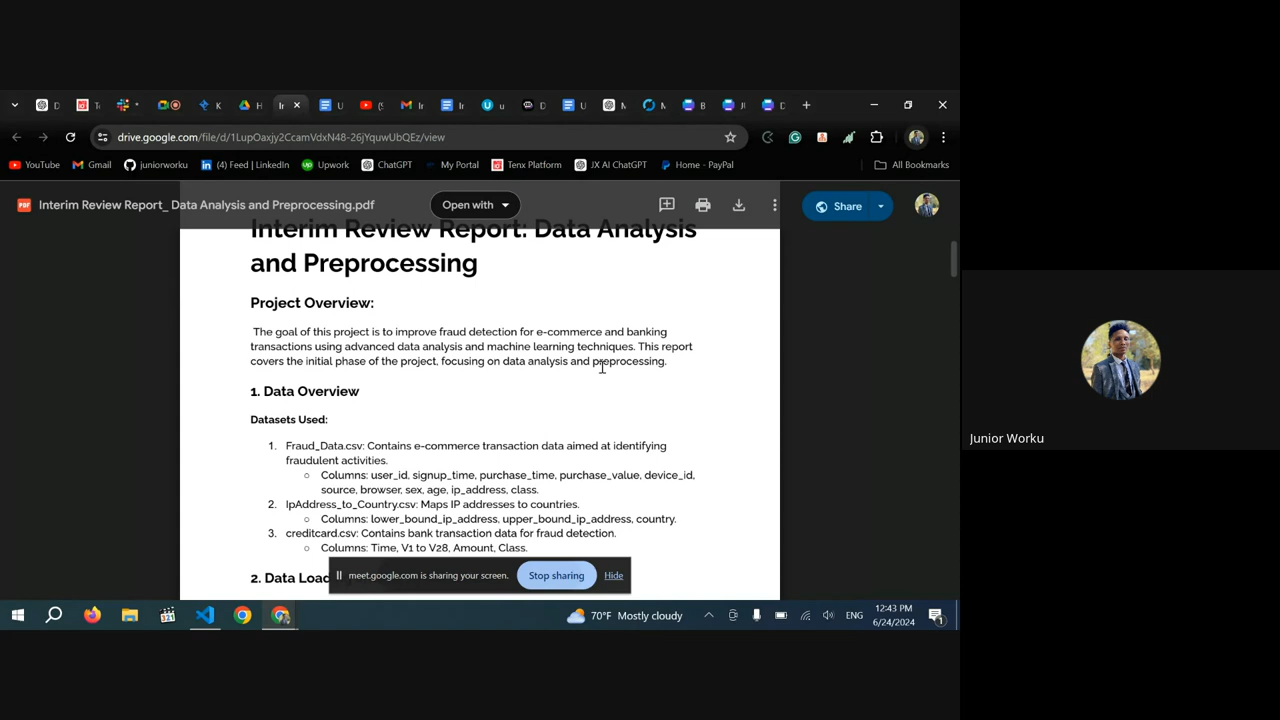 D
Te
K
H
Ir
U
(S
Ir
Ir
u
D
U
M
M
B
JI
D
drive.google.com/file/d/1LupOaxjy2CcamVdxN48-26jYquwUbQEz/view
YouTube
Gmail
juniorworku
(4) Feed | LinkedIn
Upwork
ChatGPT
My Portal
Tenx Platform
JX AI ChatGPT
Home - PayPal
All Bookmarks
PDF
Interim Review Report_ Data Analysis and Preprocessing.pdf
Open with
Share
Interim Review Report: Data Analysis
and Preprocessing
Project Overview:
The goal of this project is to improve fraud detection for e-commerce and banking
transactions using advanced data analysis and machine learning techniques. This report
covers the initial phase of the project, focusing on data analysis and preprocessing.
1. Data Overview
Datasets Used:
1. Fraud_Data.csv: Contains e-commerce transaction data aimed at identifying
fraudulent activities.
○ Columns: user_id, signup_time, purchase_time, purchase_value, device_id,
source, browser, sex, age, ip_address, class.
2. IpAddress_to_Country.csv: Maps IP addresses to countries.
○ Columns: lower_bound_ip_address, upper_bound_ip_address, country.
3. creditcard.csv: Contains bank transaction data for fraud detection.
○ Columns: Time, V1 to V28, Amount, Class.
2. Data Load
meet.google.com is sharing your screen.
Stop sharing
Hide
70°F Mostly cloudy
ENG
12:43 PM
6/24/2024
1
Junior Worku